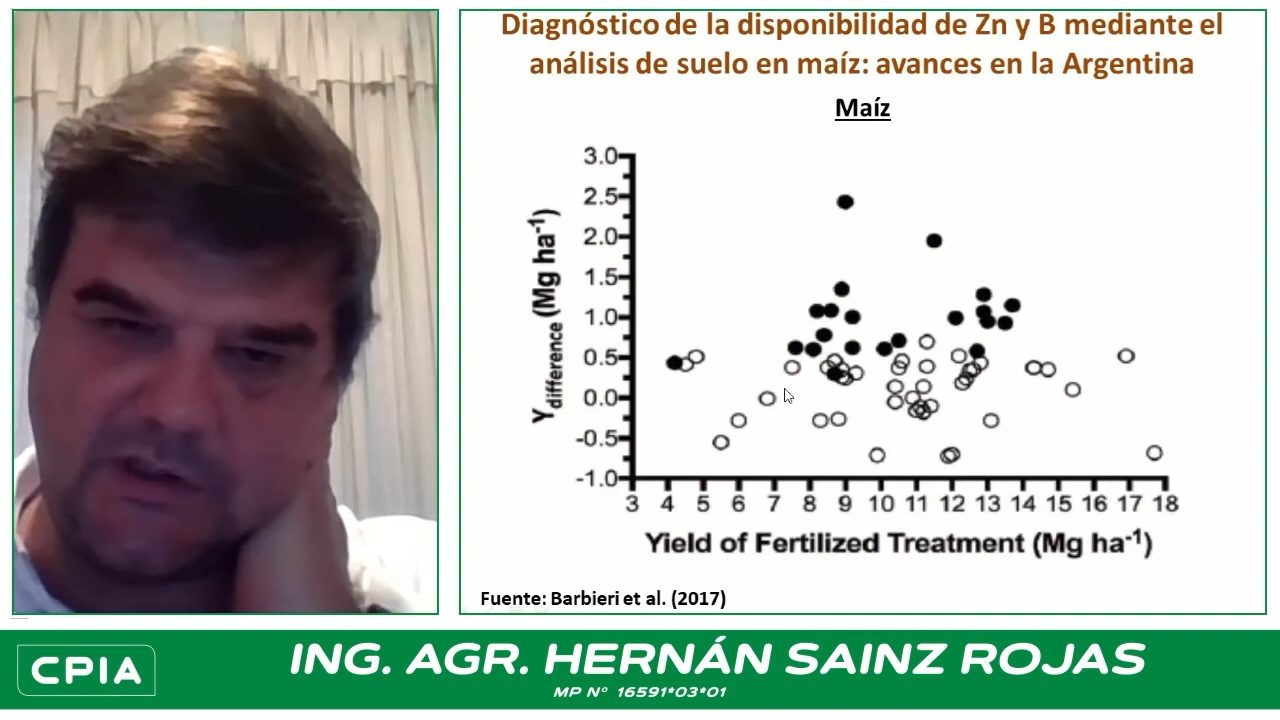 Diagnóstico de la disponibilidad de Zn y B mediante el
análisis de suelo en maíz: avances en la Argentina
Maíz
3.0
2.5
2.0
1.5
1.0
0.5
0.0
-0.5
-1.0
Ydifference (Mg ha-1)
3 4 5 6 7 8 9 10 11 12 13 14 15 16 17 18
Yield of Fertilized Treatment (Mg ha-1)
Fuente: Barbieri et al. (2017)
CPIA
ING. AGR. HERNÁN SAINZ ROJAS
MP Nº 16591*03*01